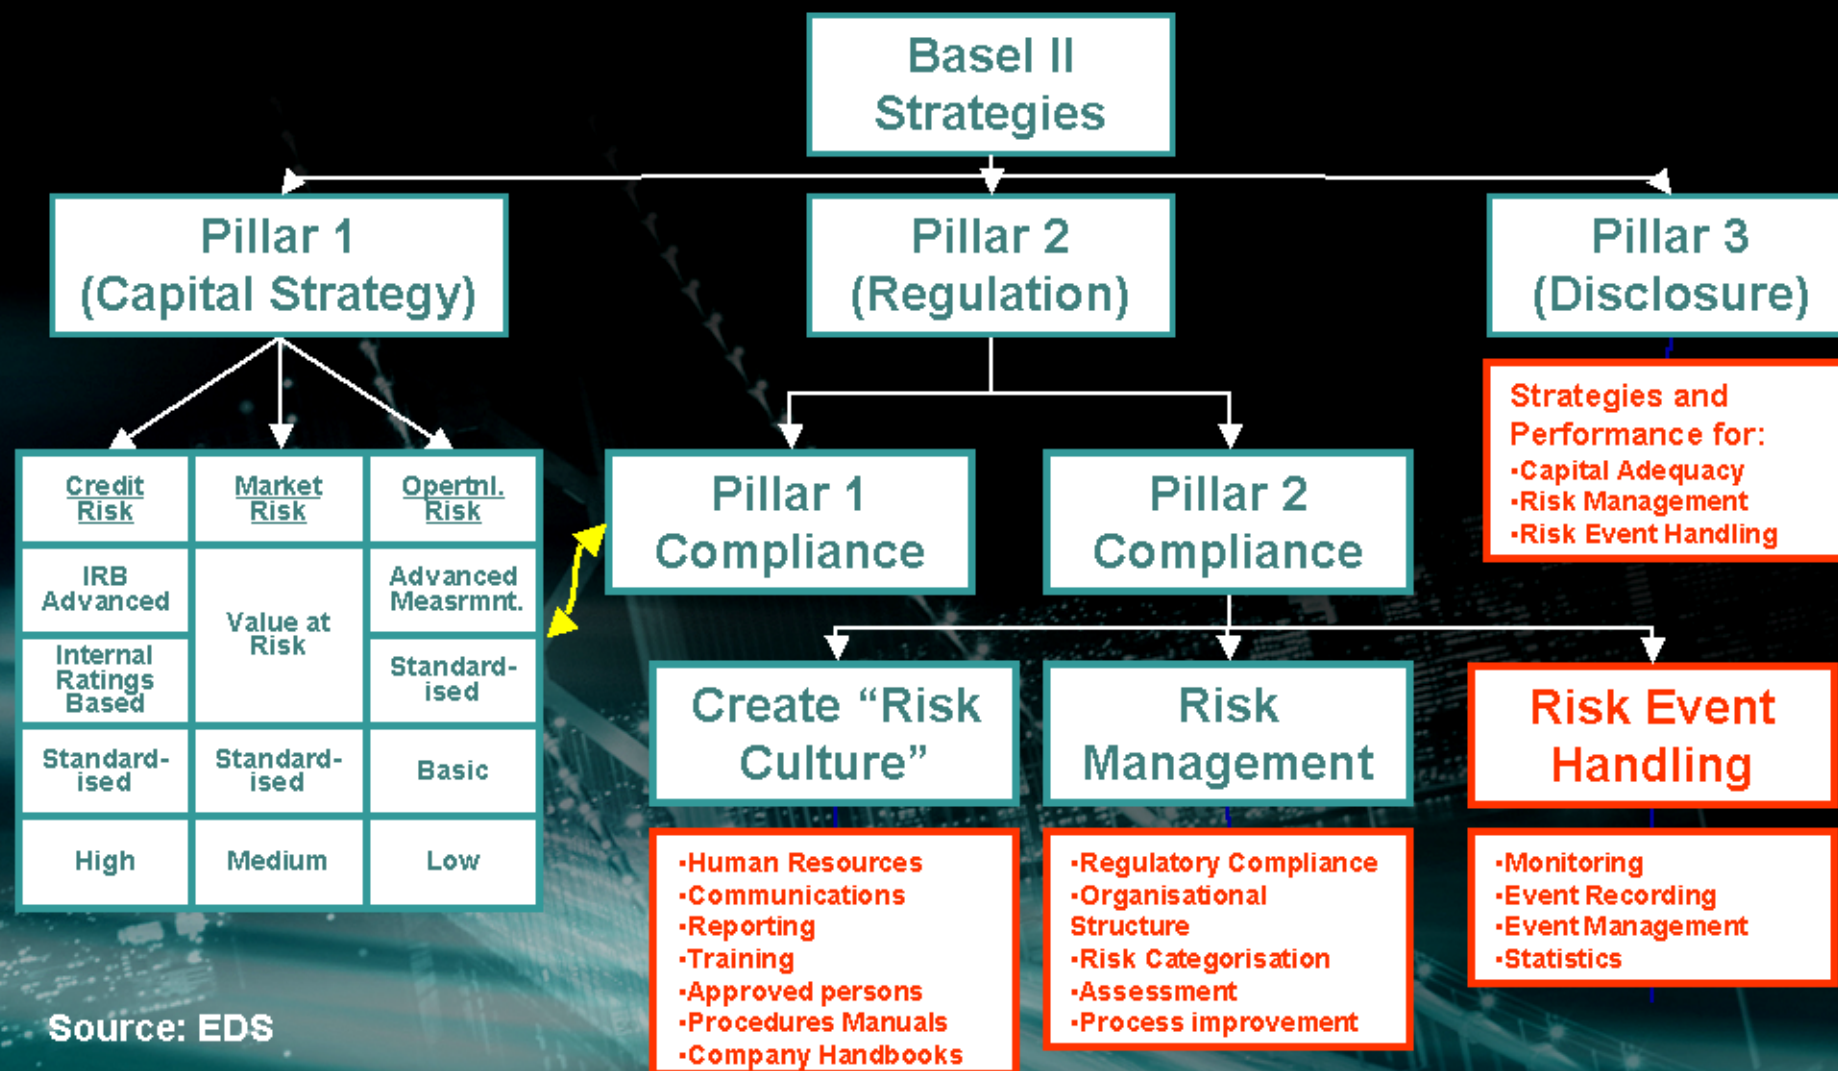 Basel II
Strategies
Pillar 1
(Capital Strategy)
Pillar 2
(Regulation)
Pillar 3
(Disclosure)
Strategies and
Performance for:
▪Capital Adequacy
▪Risk Management
▪Risk Event Handling
Credit
Risk
Market
Risk
Opertnl.
Risk
IRB
Advanced
Value at
Risk
Advanced
Measrmnt.
Internal
Ratings
Based
Standard-
ised
Standard-
ised
Standard-
ised
Basic
High
Medium
Low
Pillar 1
Compliance
Pillar 2
Compliance
Create “Risk
Culture”
Risk
Management
Risk Event
Handling
▪Human Resources
▪Communications
▪Reporting
▪Training
▪Approved persons
▪Procedures Manuals
▪Company Handbooks
▪Regulatory Compliance
▪Organisational
Structure
▪Risk Categorisation
▪Assessment
▪Process improvement
▪Monitoring
▪Event Recording
▪Event Management
▪Statistics
Source: EDS